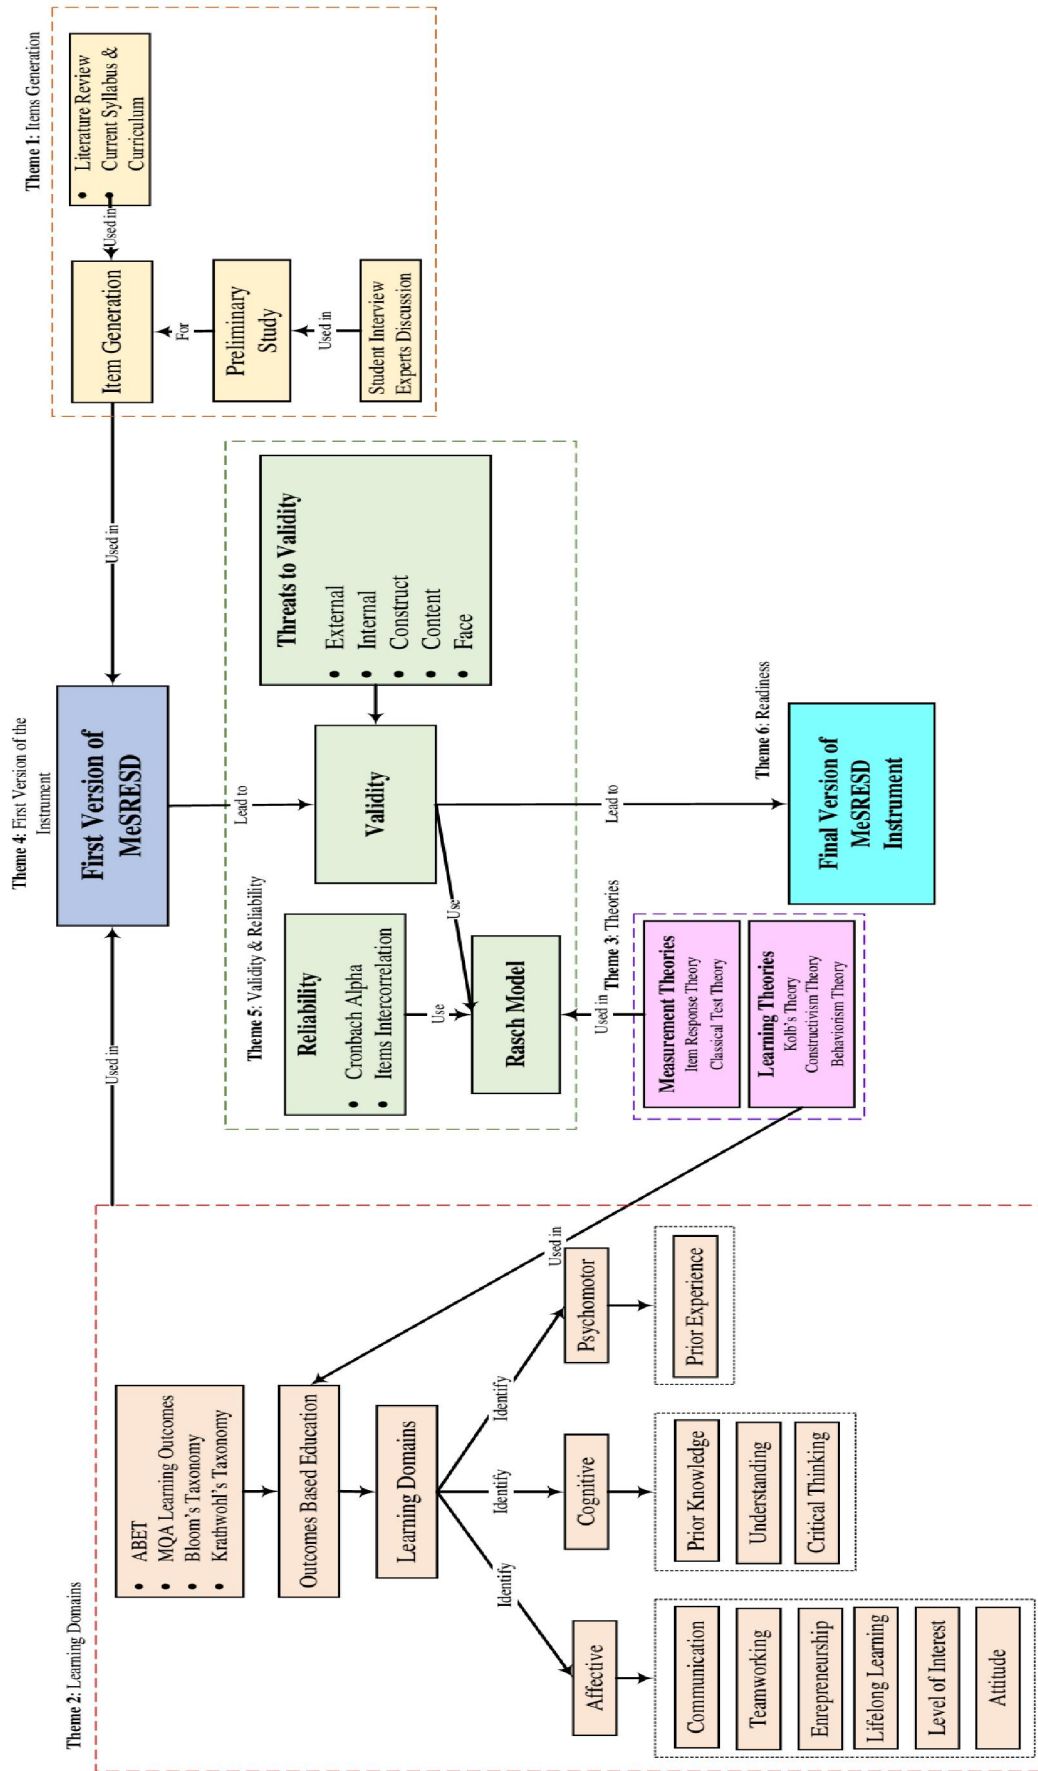 Theme 2: Learning Domains
ABET
MQA Learning Outcomes
Bloom's Taxonomy
Krathwohl's Taxonomy
Outcomes Based Education
Learning Domains
Identify
Identify
Identify
Affective
Cognitive
Psychomotor
Communication
Teamworking
Enrepreneurship
Lifelong Learning
Level of Interest
Attitude
Prior Knowledge
Understanding
Critical Thinking
Prior Experience
Used in
Used in
Theme 4: First Version of the
Instrument
First Version of
MeSRESD
Lead to
Theme 5: Validity & Reliability
Reliability
Cronbach Alpha
Items Intercorrelation
Use
Use
Rasch Model
Validity
Threats to Validity
External
Internal
Construct
Content
Face
Used in
Theme 3: Theories
Measurement Theories
Item Response Theory
Classical Test Theory
Learning Theories
Kolb's Theory
Constructivism Theory
Behaviorism Theory
Lead to
Theme 6: Readiness
Final Version of
MeSRESD
Instrument
Used in
Theme 1: Items Generation
Item Generation
Used in
Literature Review
Current Syllabus &
Curriculum
For
Preliminary
Study
Used in
Student Interview
Experts Discussion